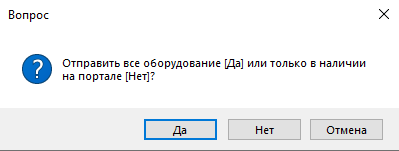 Вопрос
Отправить все оборудование [Да] или только в наличии
на портале [Нет]?
Да
Нет
Отмена